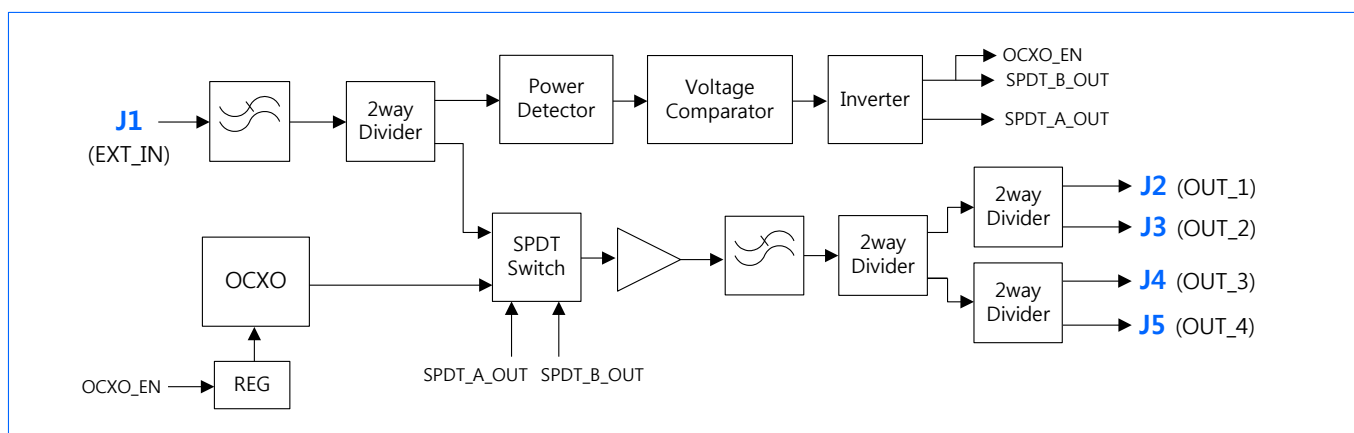 J1
(EXT_IN)
2way
Divider
Power
Detector
Voltage
Comparator
Inverter
OCXO_EN
SPDT_B_OUT
SPDT_A_OUT
OCXO
OCXO_EN
REG
SPDT
Switch
SPDT_A_OUT
SPDT_B_OUT
2way
Divider
2way
Divider
J2 (OUT_1)
J3 (OUT_2)
2way
Divider
J4 (OUT_3)
J5 (OUT_4)